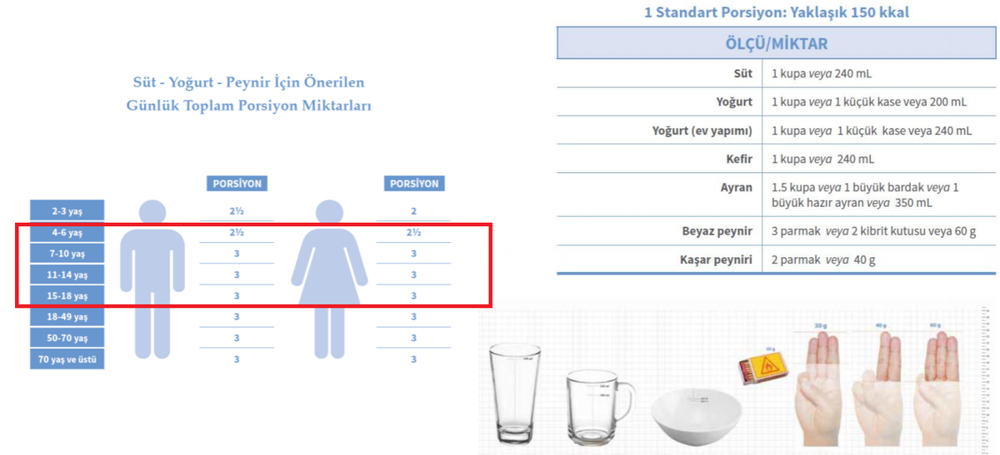 Süt - Yoğurt - Peynir İçin Önerilen
Günlük Toplam Porsiyon Miktarları
PORSİYON PORSİYON
2-3 yaş 2½ 2
4-6 yaş 2½ 2½
7-10 yaş 3 3
11-14 yaş 3 3
15-18 yaş 3 3
18-49 yaş 3 3
50-70 yaş 3 3
70 yaş ve üstü 3 3
1 Standart Porsiyon: Yaklaşık 150 kkal
ÖLÇÜ/MİKTAR
Süt 1 kupa veya 240 mL
Yoğurt 1 kupa veya 1 küçük kase veya 200 mL
Yoğurt (ev yapımı) 1 kupa veya 1 küçük kase veya 240 mL
Kefir 1 kupa veya 240 mL
Ayran 1.5 kupa veya 1 büyük bardak veya 1
büyük hazır ayran veya 350 mL
Beyaz peynir 3 parmak veya 2 kibrit kutusu veya 60 g
Kaşar peyniri 2 parmak veya 40 g